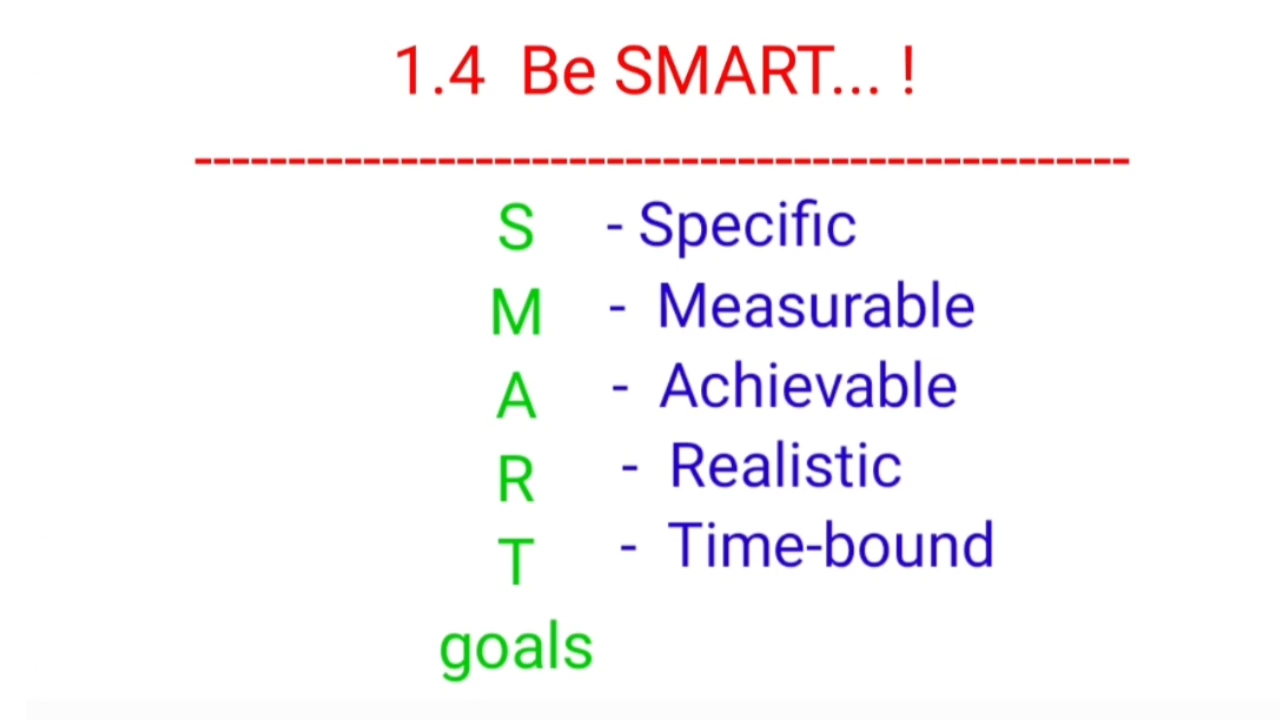 1.4 Be SMART... !
--------------------------------------------------
S - Specific
M - Measurable
A - Achievable
R - Realistic
T - Time-bound
goals